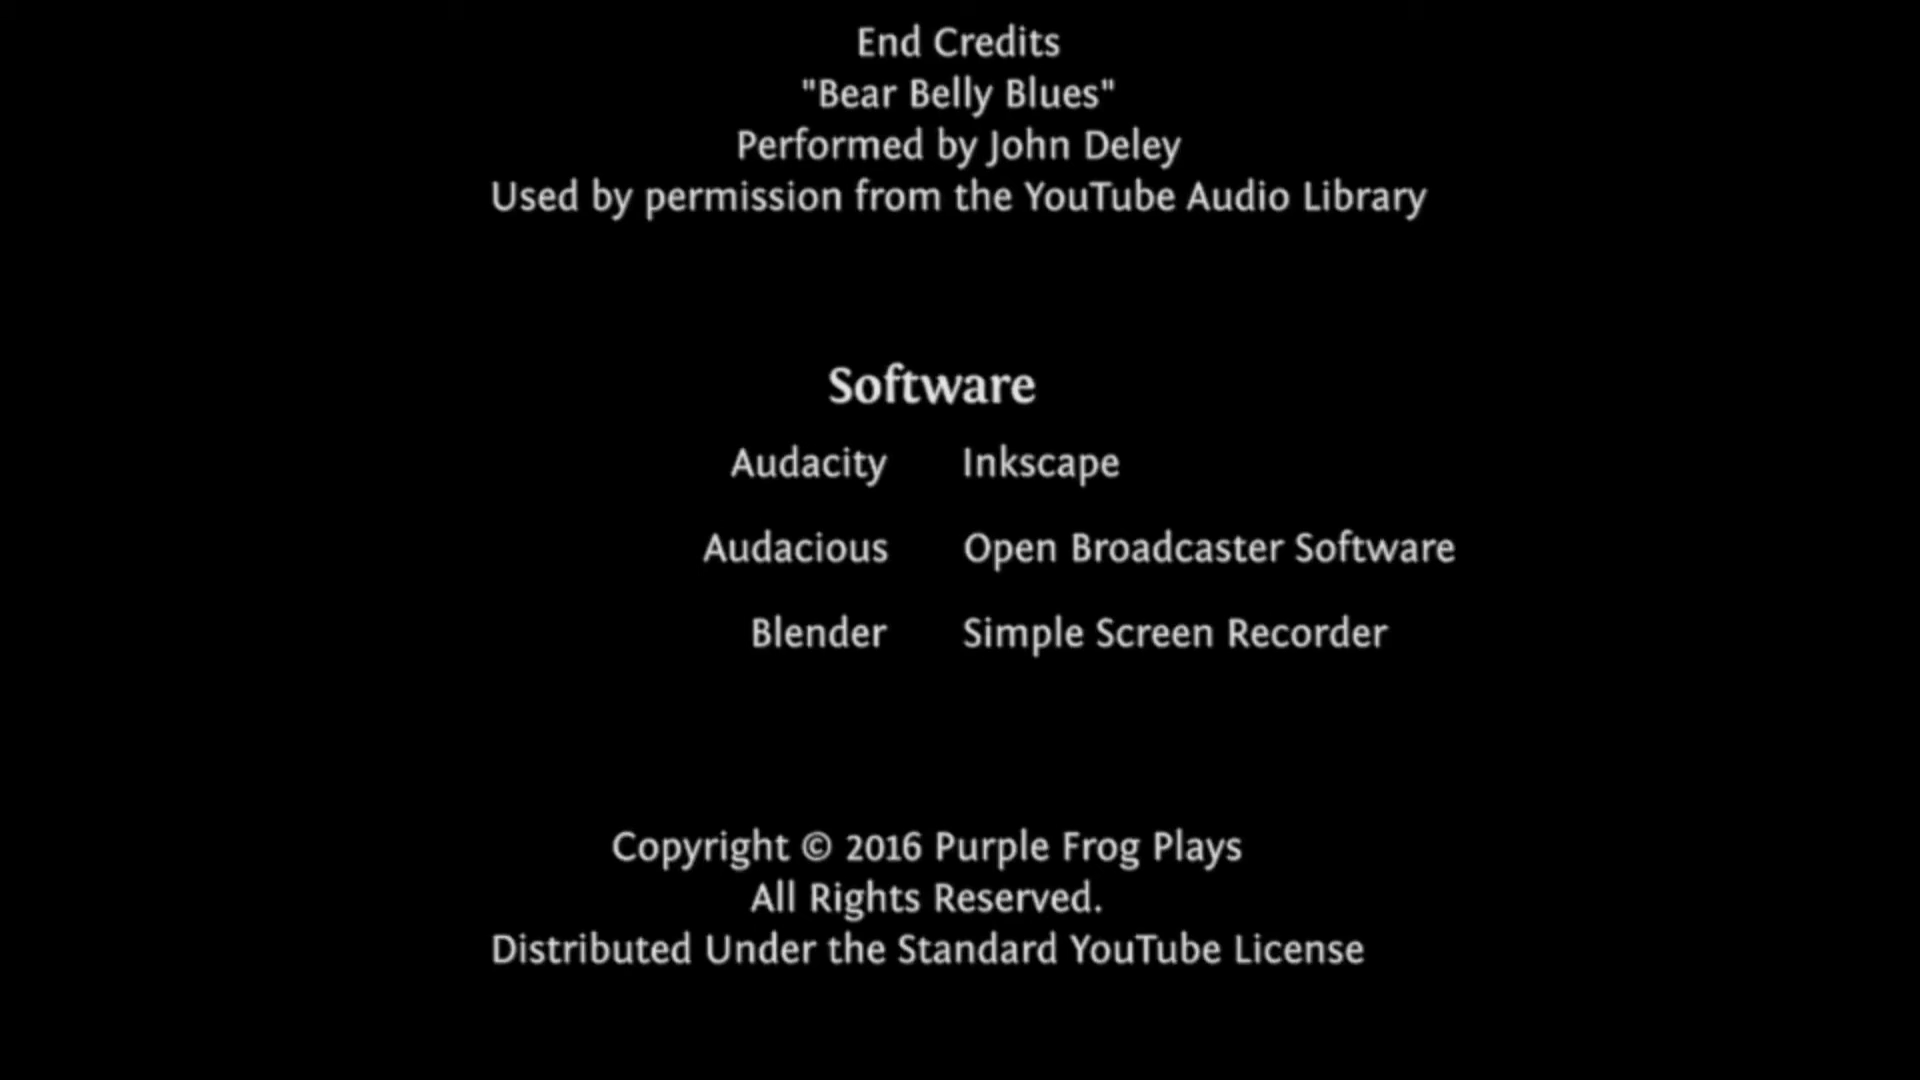 End Credits
"Bear Belly Blues"
Performed by John Deley
Used by permission from the YouTube Audio Library
Software
Audacity Inkscape
Audacious Open Broadcaster Software
Blender Simple Screen Recorder
Copyright © 2016 Purple Frog Plays
All Rights Reserved.
Distributed Under the Standard YouTube License